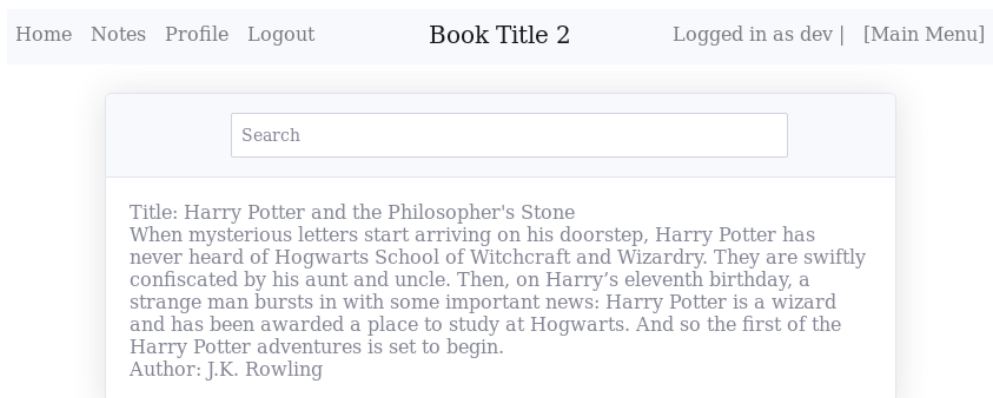 Home Notes Profile Logout Book Title 2 Logged in as dev | [Main Menu]
Search
Title: Harry Potter and the Philosopher's Stone
When mysterious letters start arriving on his doorstep, Harry Potter has
never heard of Hogwarts School of Witchcraft and Wizardry. They are swiftly
confiscated by his aunt and uncle. Then, on Harry’s eleventh birthday, a
strange man bursts in with some important news: Harry Potter is a wizard
and has been awarded a place to study at Hogwarts. And so the first of the
Harry Potter adventures is set to begin.
Author: J.K. Rowling